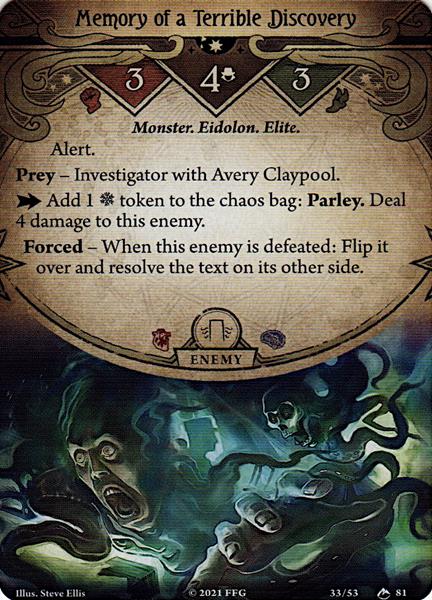 Memory of a Terrible Discovery
3 4 3
Monster. Eidolon. Elite.
Alert.
Prey – Investigator with Avery Claypool.
Add 1 token to the chaos bag: Parley. Deal
4 damage to this enemy.
Forced – When this enemy is defeated: Flip it
over and resolve the text on its other side.
ENEMY
Illus. Steve Ellis © 2021 FFG 33/53 81